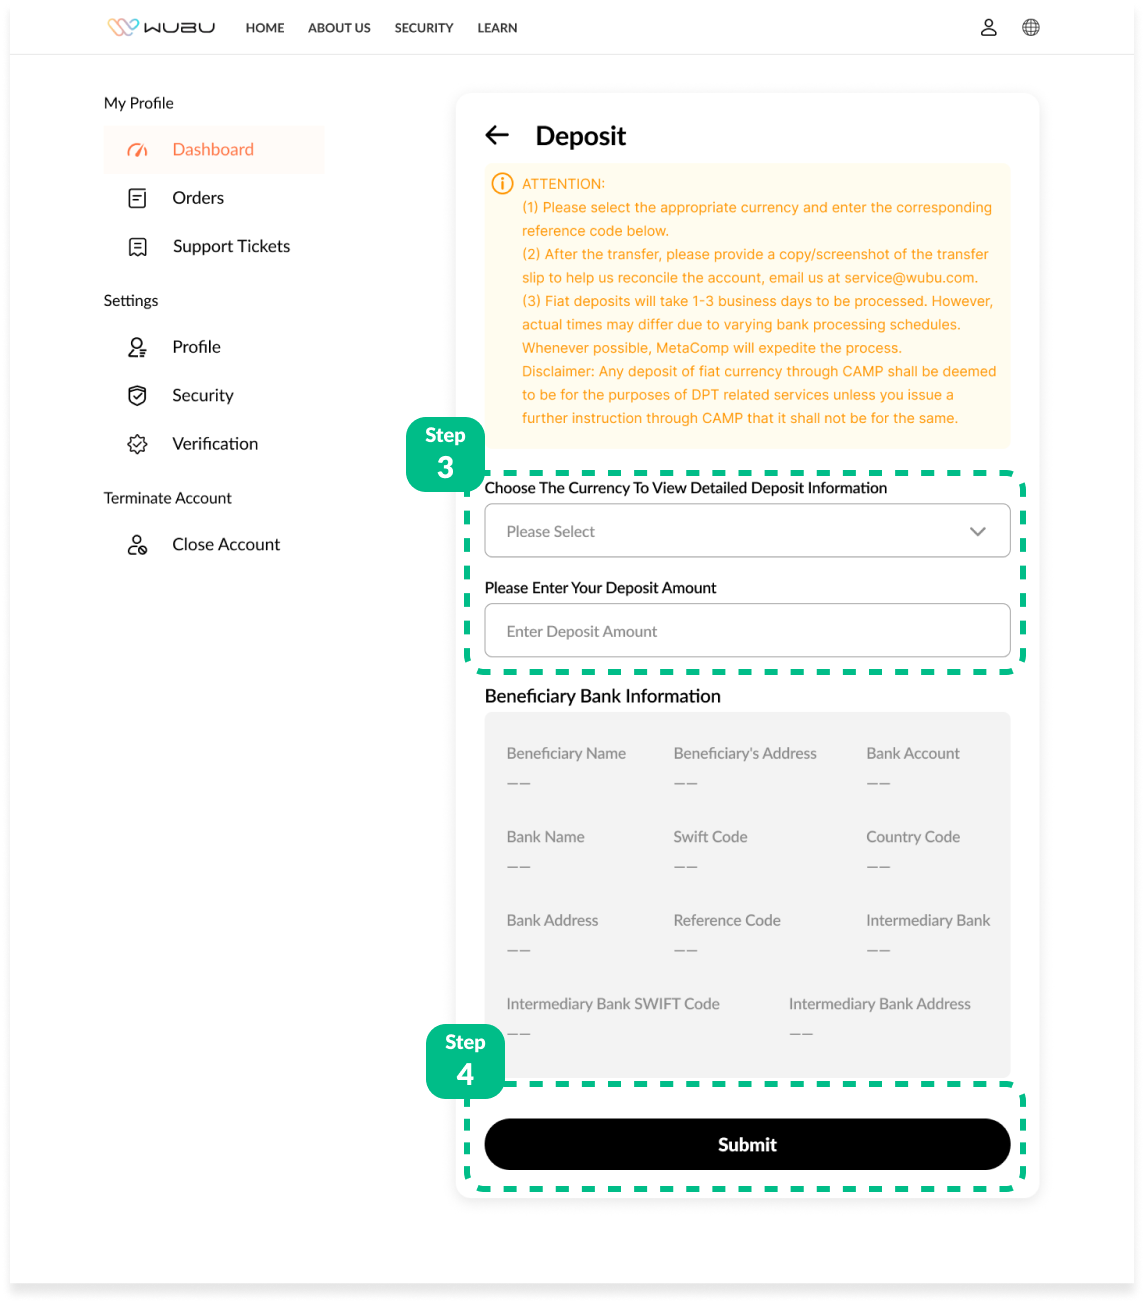 WUBU HOME ABOUT US SECURITY LEARN
My Profile
Dashboard
Orders
Support Tickets
Settings
Profile
Security
Verification
Terminate Account
Close Account
Deposit
ATTENTION:
(1) Please select the appropriate currency and enter the corresponding
reference code below.
(2) After the transfer, please provide a copy/screenshot of the transfer
slip to help us reconcile the account, email us at service@wubu.com.
(3) Fiat deposits will take 1-3 business days to be processed. However,
actual times may differ due to varying bank processing schedules.
Whenever possible, MetaComp will expedite the process.
Disclaimer: Any deposit of fiat currency through CAMP shall be deemed
to be for the purposes of DPT related services unless you issue a
further instruction through CAMP that it shall not be for the same.
Step
3
Choose The Currency To View Detailed Deposit Information
Please Select
Please Enter Your Deposit Amount
Enter Deposit Amount
Beneficiary Bank Information
Beneficiary Name Beneficiary's Address Bank Account
—— —— ——
Bank Name Swift Code Country Code
—— —— ——
Bank Address Reference Code Intermediary Bank
—— —— ——
Intermediary Bank SWIFT Code Intermediary Bank Address
—— ——
Step
4
Submit